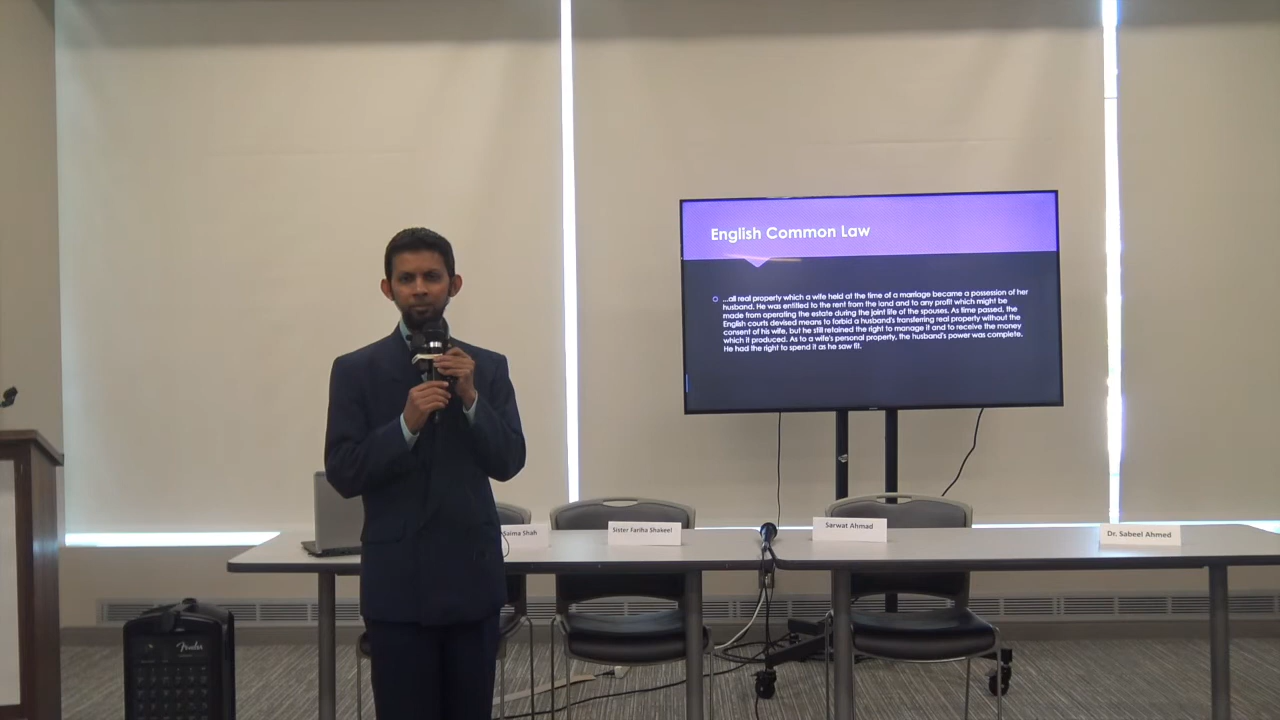 English Common Law
...all real property which a wife held at the time of a marriage became a possession of her
husband. He was entitled to the rent from the land and to any profit which might be
made from operating the estate during the joint life of the spouses. As time passed, the
English courts devised means to forbid a husband's transferring real property without the
consent of his wife, but he still retained the right to manage it and to receive the money
which it produced. As to a wife's personal property, the husband's power was complete.
He had the right to spend it as he saw fit.
Saima Shah
Sister Fariha Shakeel
Sarwat Ahmad
Dr. Sabeel Ahmed
Fender